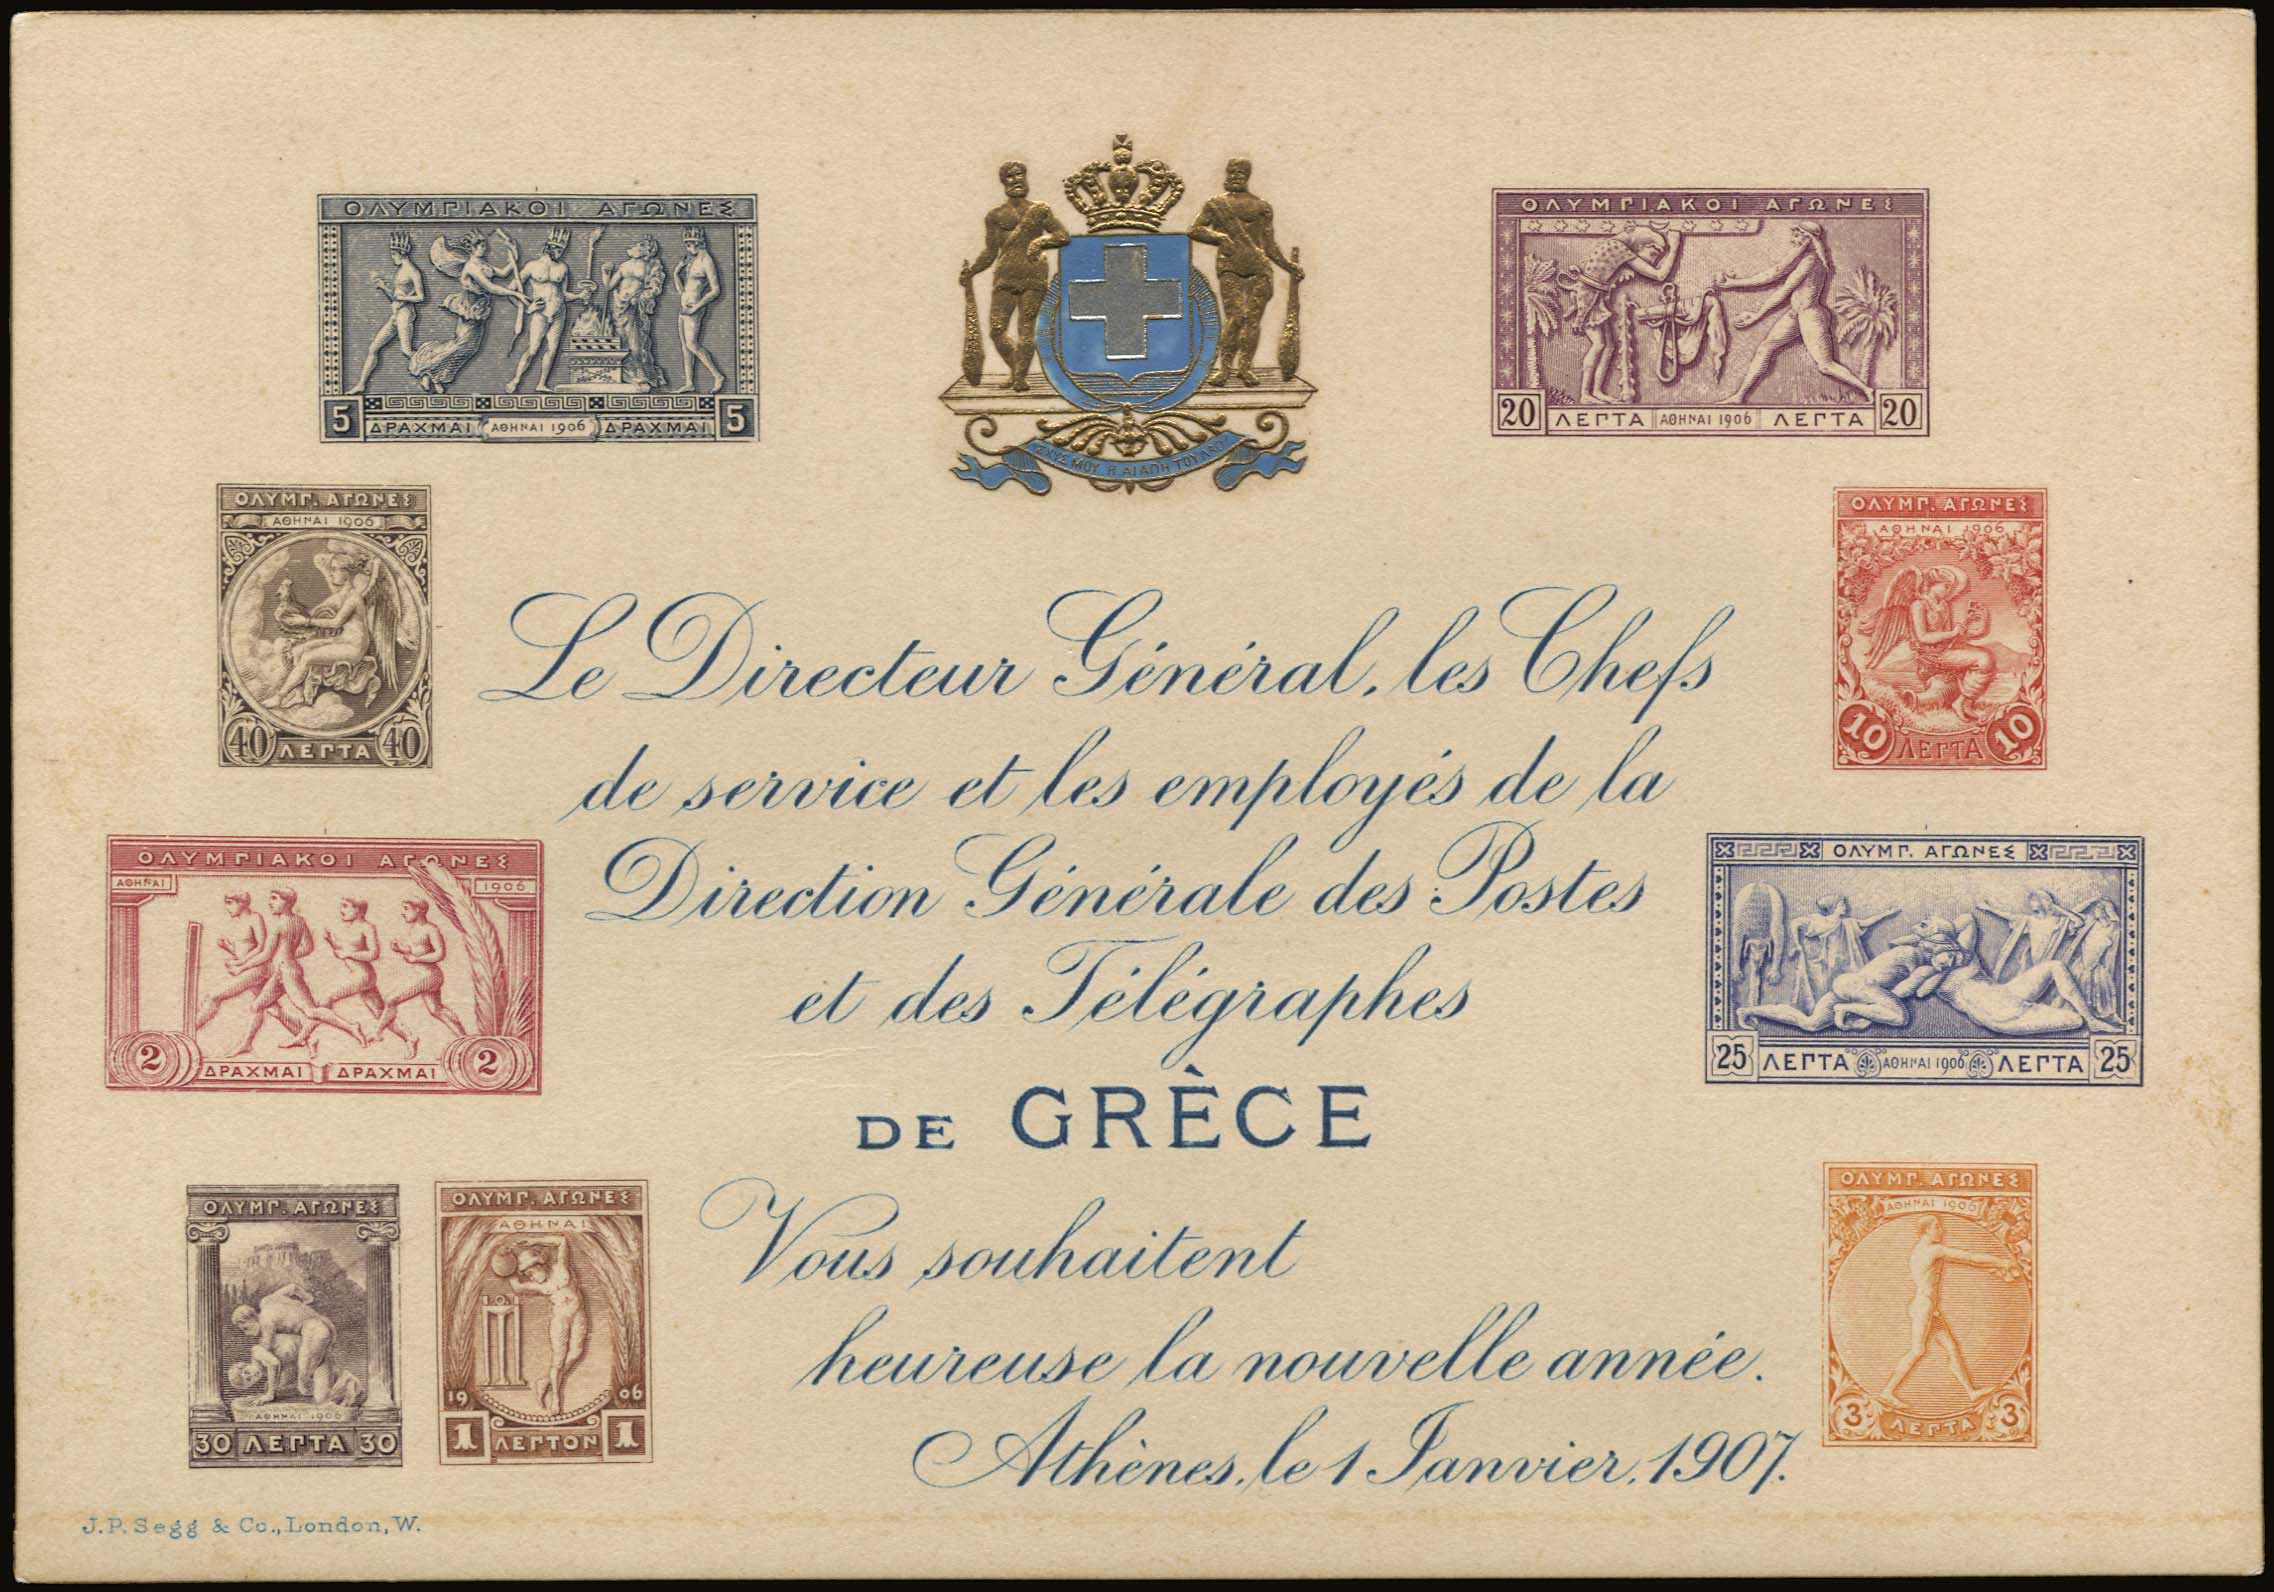 ΟΛΥΜΠΙΑΚΟΙ ΑΓΩΝΕΣ
5 ΔΡΑΧΜΑΙ ΑΘΗΝΑΙ 1906 ΔΡΑΧΜΑΙ 5
ΟΛΥΜΠΙΑΚΟΙ ΑΓΩΝΕΣ
20 ΛΕΠΤΑ ΑΘΗΝΑΙ 1906 ΛΕΠΤΑ 20
ΙΣΧΥΣ ΜΟΥ Η ΑΓΑΠΗ ΤΟΥ ΛΑΟΥ
ΟΛΥΜΠ. ΑΓΩΝΕΣ
ΑΘΗΝΑΙ 1906
40 ΛΕΠΤΑ 40
ΟΛΥΜΠ. ΑΓΩΝΕΣ
ΑΘΗΝΑΙ 1906
10 ΛΕΠΤΑ 10
Le Directeur Général, les Chefs
de service et les employés de la
Direction Générale des Postes
et des Télégraphes
DE GRÈCE
Vous souhaitent
heureuse la nouvelle année.
Athènes, le 1 Janvier, 1907.
ΟΛΥΜΠΙΑΚΟΙ ΑΓΩΝΕΣ
ΑΘΗΝΑΙ 1906
2 ΔΡΑΧΜΑΙ ΔΡΑΧΜΑΙ 2
ΟΛΥΜΠ. ΑΓΩΝΕΣ
25 ΛΕΠΤΑ ΑΘΗΝΑΙ 1906 ΛΕΠΤΑ 25
ΟΛΥΜΠ. ΑΓΩΝΕΣ
ΑΘΗΝΑΙ 1906
30 ΛΕΠΤΑ 30
ΟΛΥΜΠ. ΑΓΩΝΕΣ
ΑΘΗΝΑΙ
19 06
1 ΛΕΠΤΟΝ 1
ΟΛΥΜΠ. ΑΓΩΝΕΣ
ΑΘΗΝΑΙ 1906
3 ΛΕΠΤΑ 3
J. P. Segg & Co., London, W.